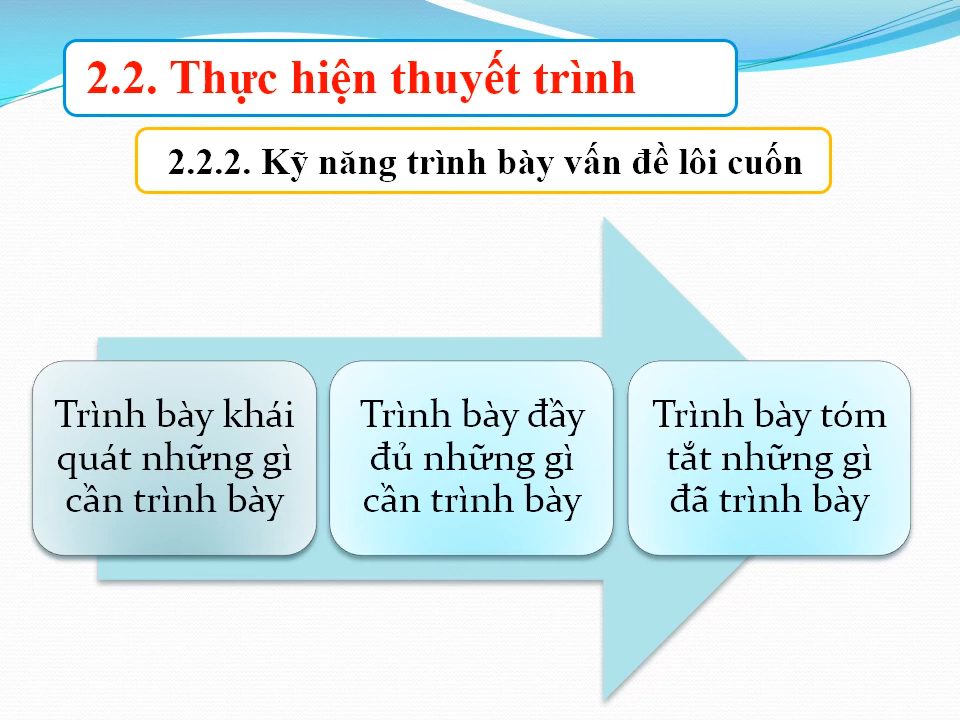 2.2. Thực hiện thuyết trình
2.2.2. Kỹ năng trình bày vấn đề lôi cuốn
Trình bày khái
quát những gì
cần trình bày
Trình bày đầy
đủ những gì
cần trình bày
Trình bày tóm
tắt những gì
đã trình bày